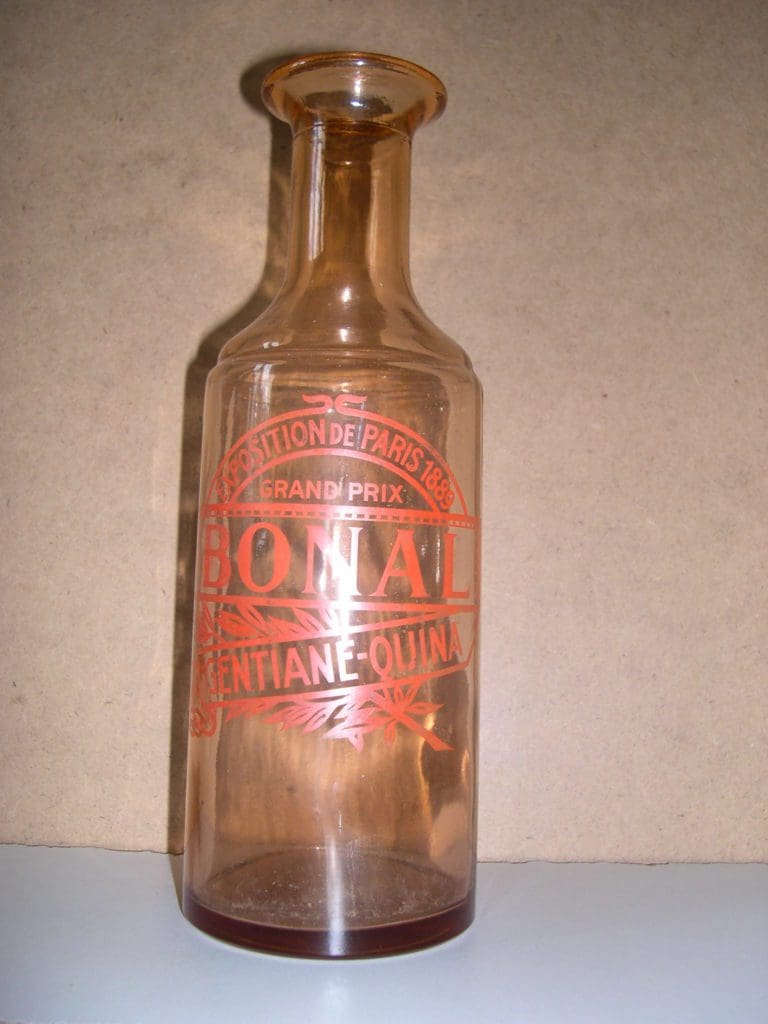 EXPOSITION DE PARIS 1889
GRAND PRIX
BONAL
GENTIANE-QUINA